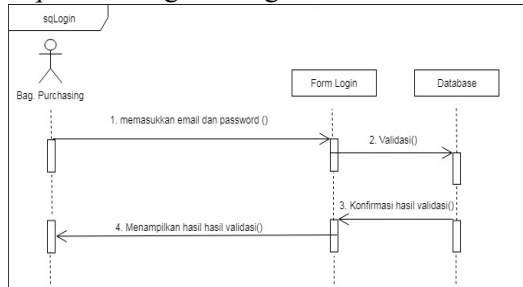 sqLogin
Bag. Purchasing
Form Login
Database
1. memasukkan email dan password ()
2. Validasi()
3. Konfirmasi hasil validasi()
4. Menampilkan hasil hasil validasi()